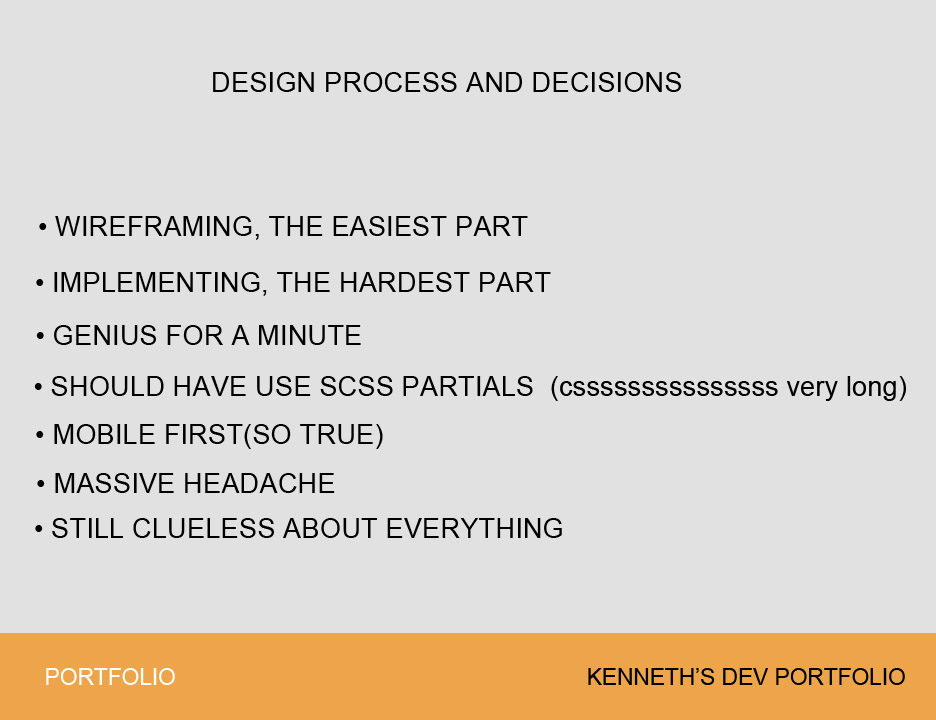 DESIGN PROCESS AND DECISIONS
• WIREFRAMING, THE EASIEST PART
• IMPLEMENTING, THE HARDEST PART
• GENIUS FOR A MINUTE
• SHOULD HAVE USE SCSS PARTIALS  (csssssssssssssss very long)
• MOBILE FIRST(SO TRUE)
• MASSIVE HEADACHE
• STILL CLUELESS ABOUT EVERYTHING
PORTFOLIO
KENNETH’S DEV PORTFOLIO